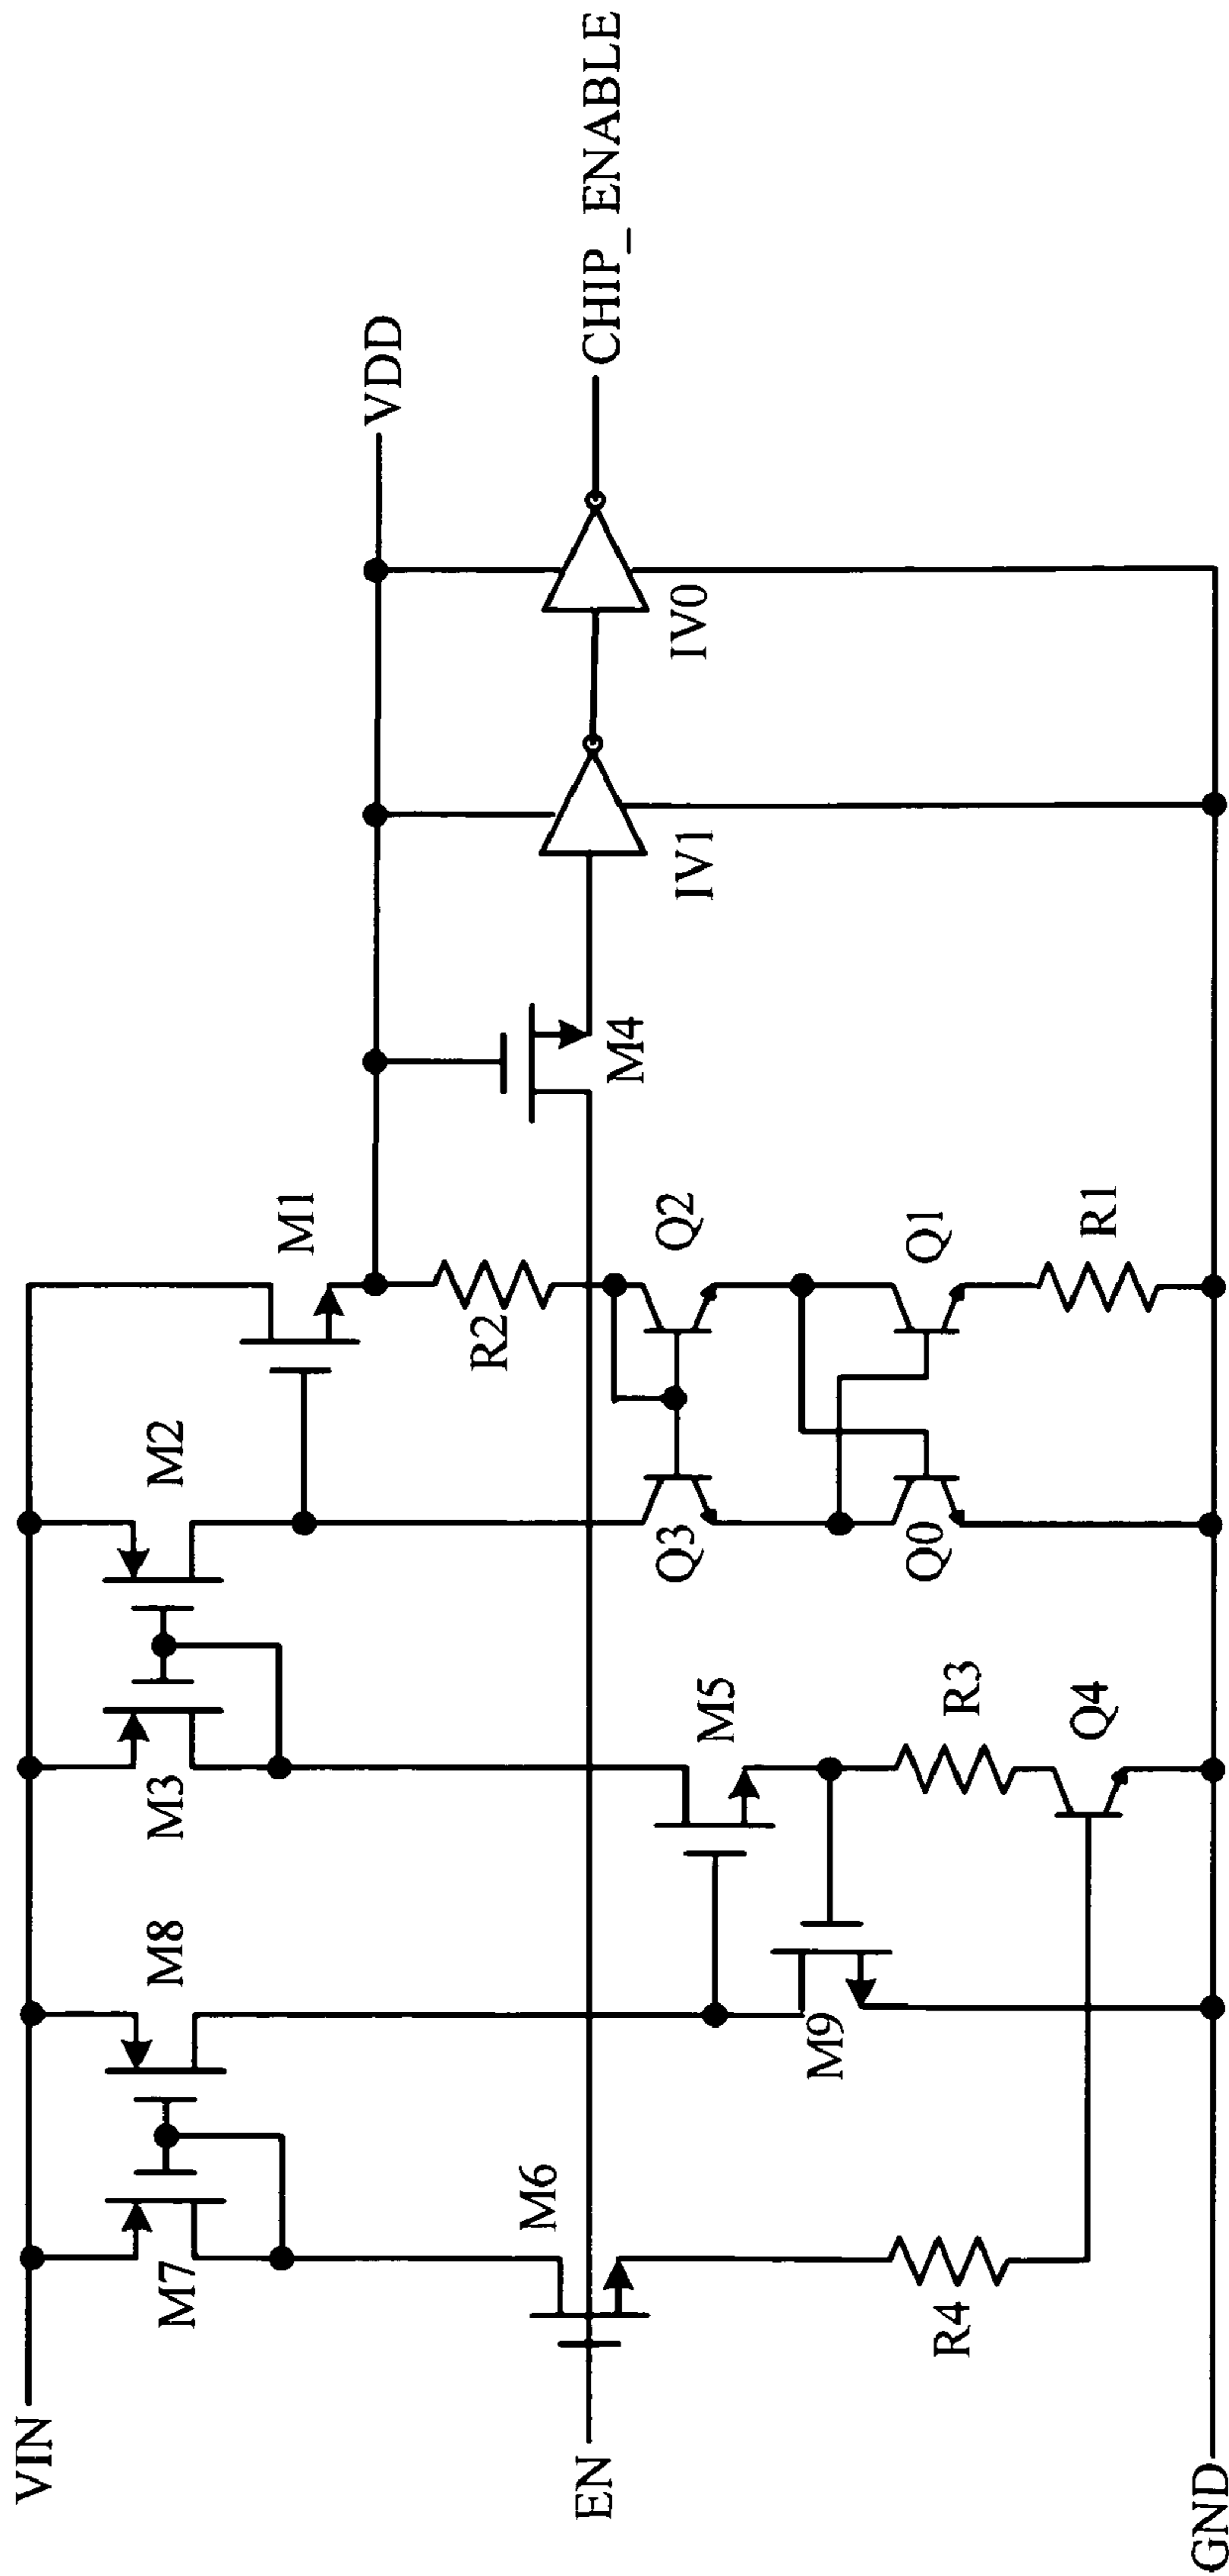 VIN
M7
M8
M3
M2
M1
VDD
EN
M6
M5
M9
R2
M4
IV1
IV0
CHIP_ENABLE
Q3
Q2
R4
R3
Q4
Q0
Q1
R1
GND